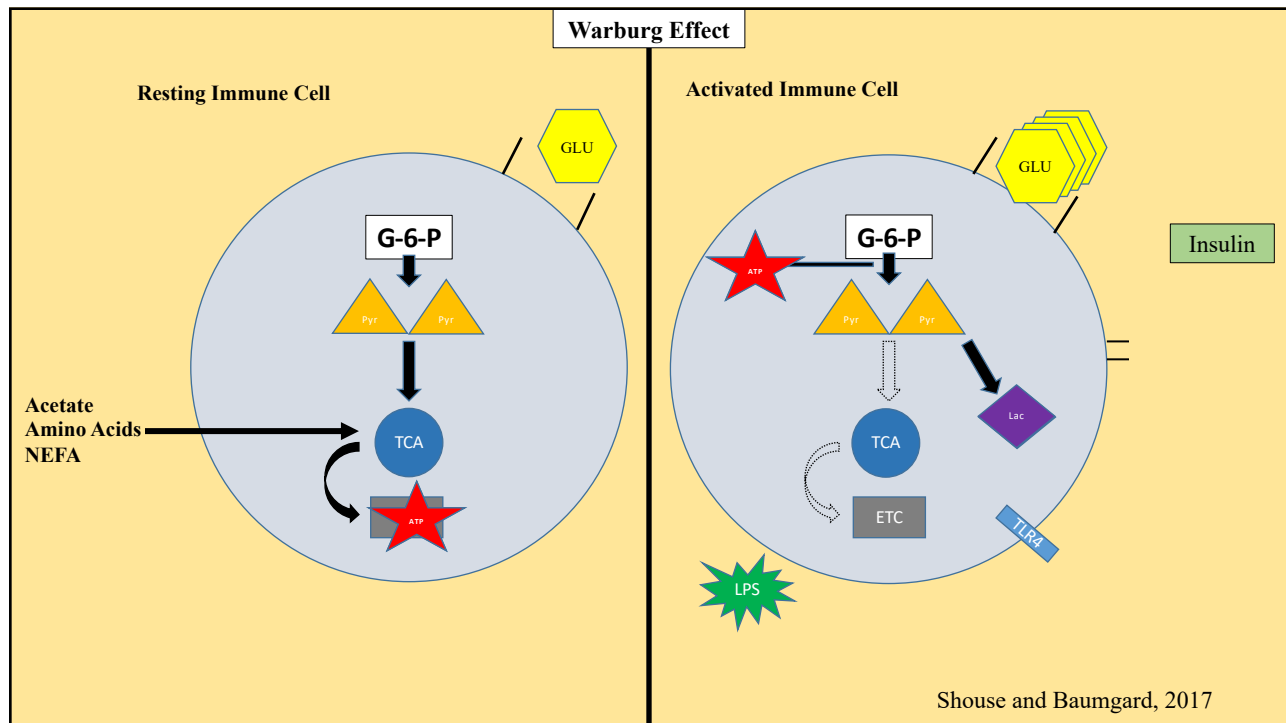 Warburg Effect
Resting Immune Cell
GLU
G-6-P
Pyr
Pyr
Acetate
Amino Acids
NEFA
TCA
ATP
Activated Immune Cell
GLU
Insulin
G-6-P
ATP
Pyr
Pyr
Lac
TCA
ETC
TLR4
LPS
Shouse and Baumgard, 2017